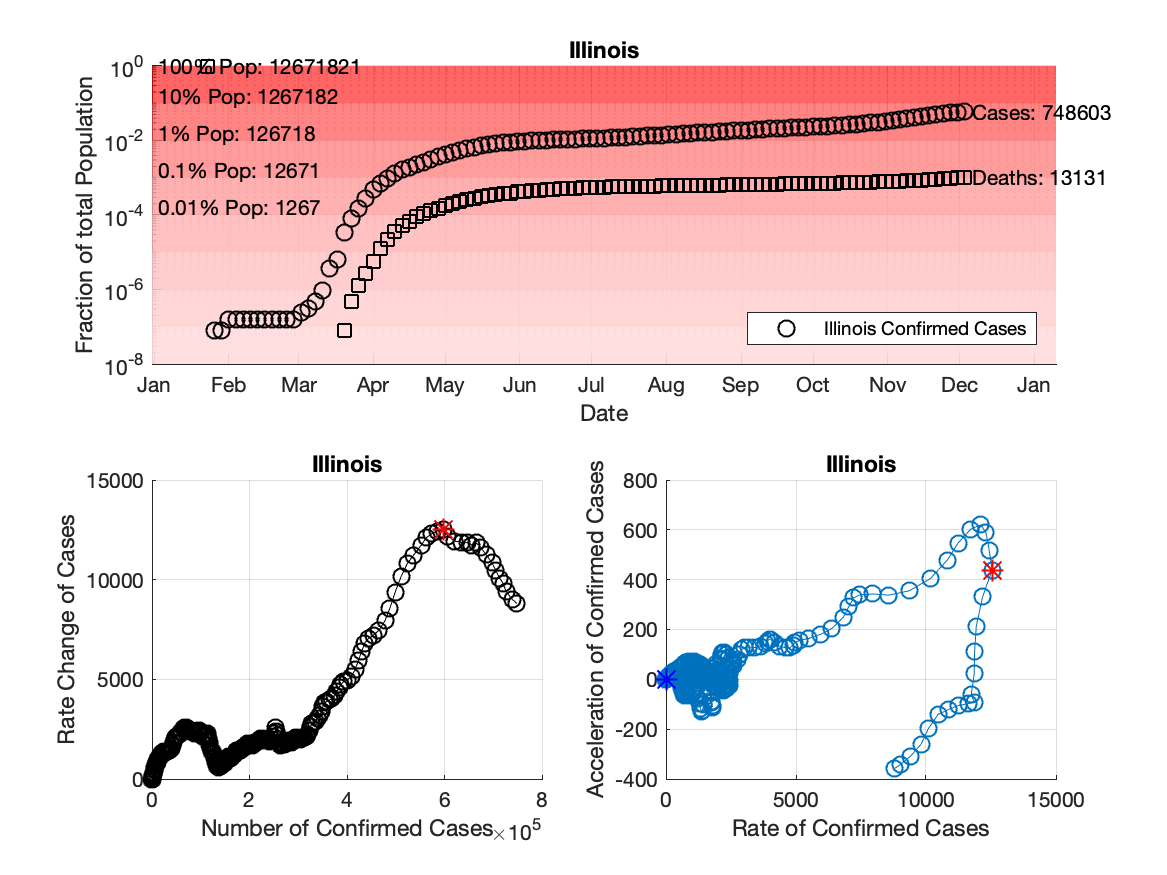 Illinois
10^0
10^-2
10^-4
10^-6
10^-8
Fraction of total Population
100% Pop: 12671821
10% Pop: 1267182
1% Pop: 126718
0.1% Pop: 12671
0.01% Pop: 1267
Cases: 748603
Deaths: 13131
Illinois Confirmed Cases
Jan Feb Mar Apr May Jun Jul Aug Sep Oct Nov Dec Jan
Date
Illinois
15000
10000
5000
0
Rate Change of Cases
0 2 4 6 8
Number of Confirmed Cases ×10^5
Illinois
800
600
400
200
0
-200
-400
Acceleration of Confirmed Cases
0 5000 10000 15000
Rate of Confirmed Cases